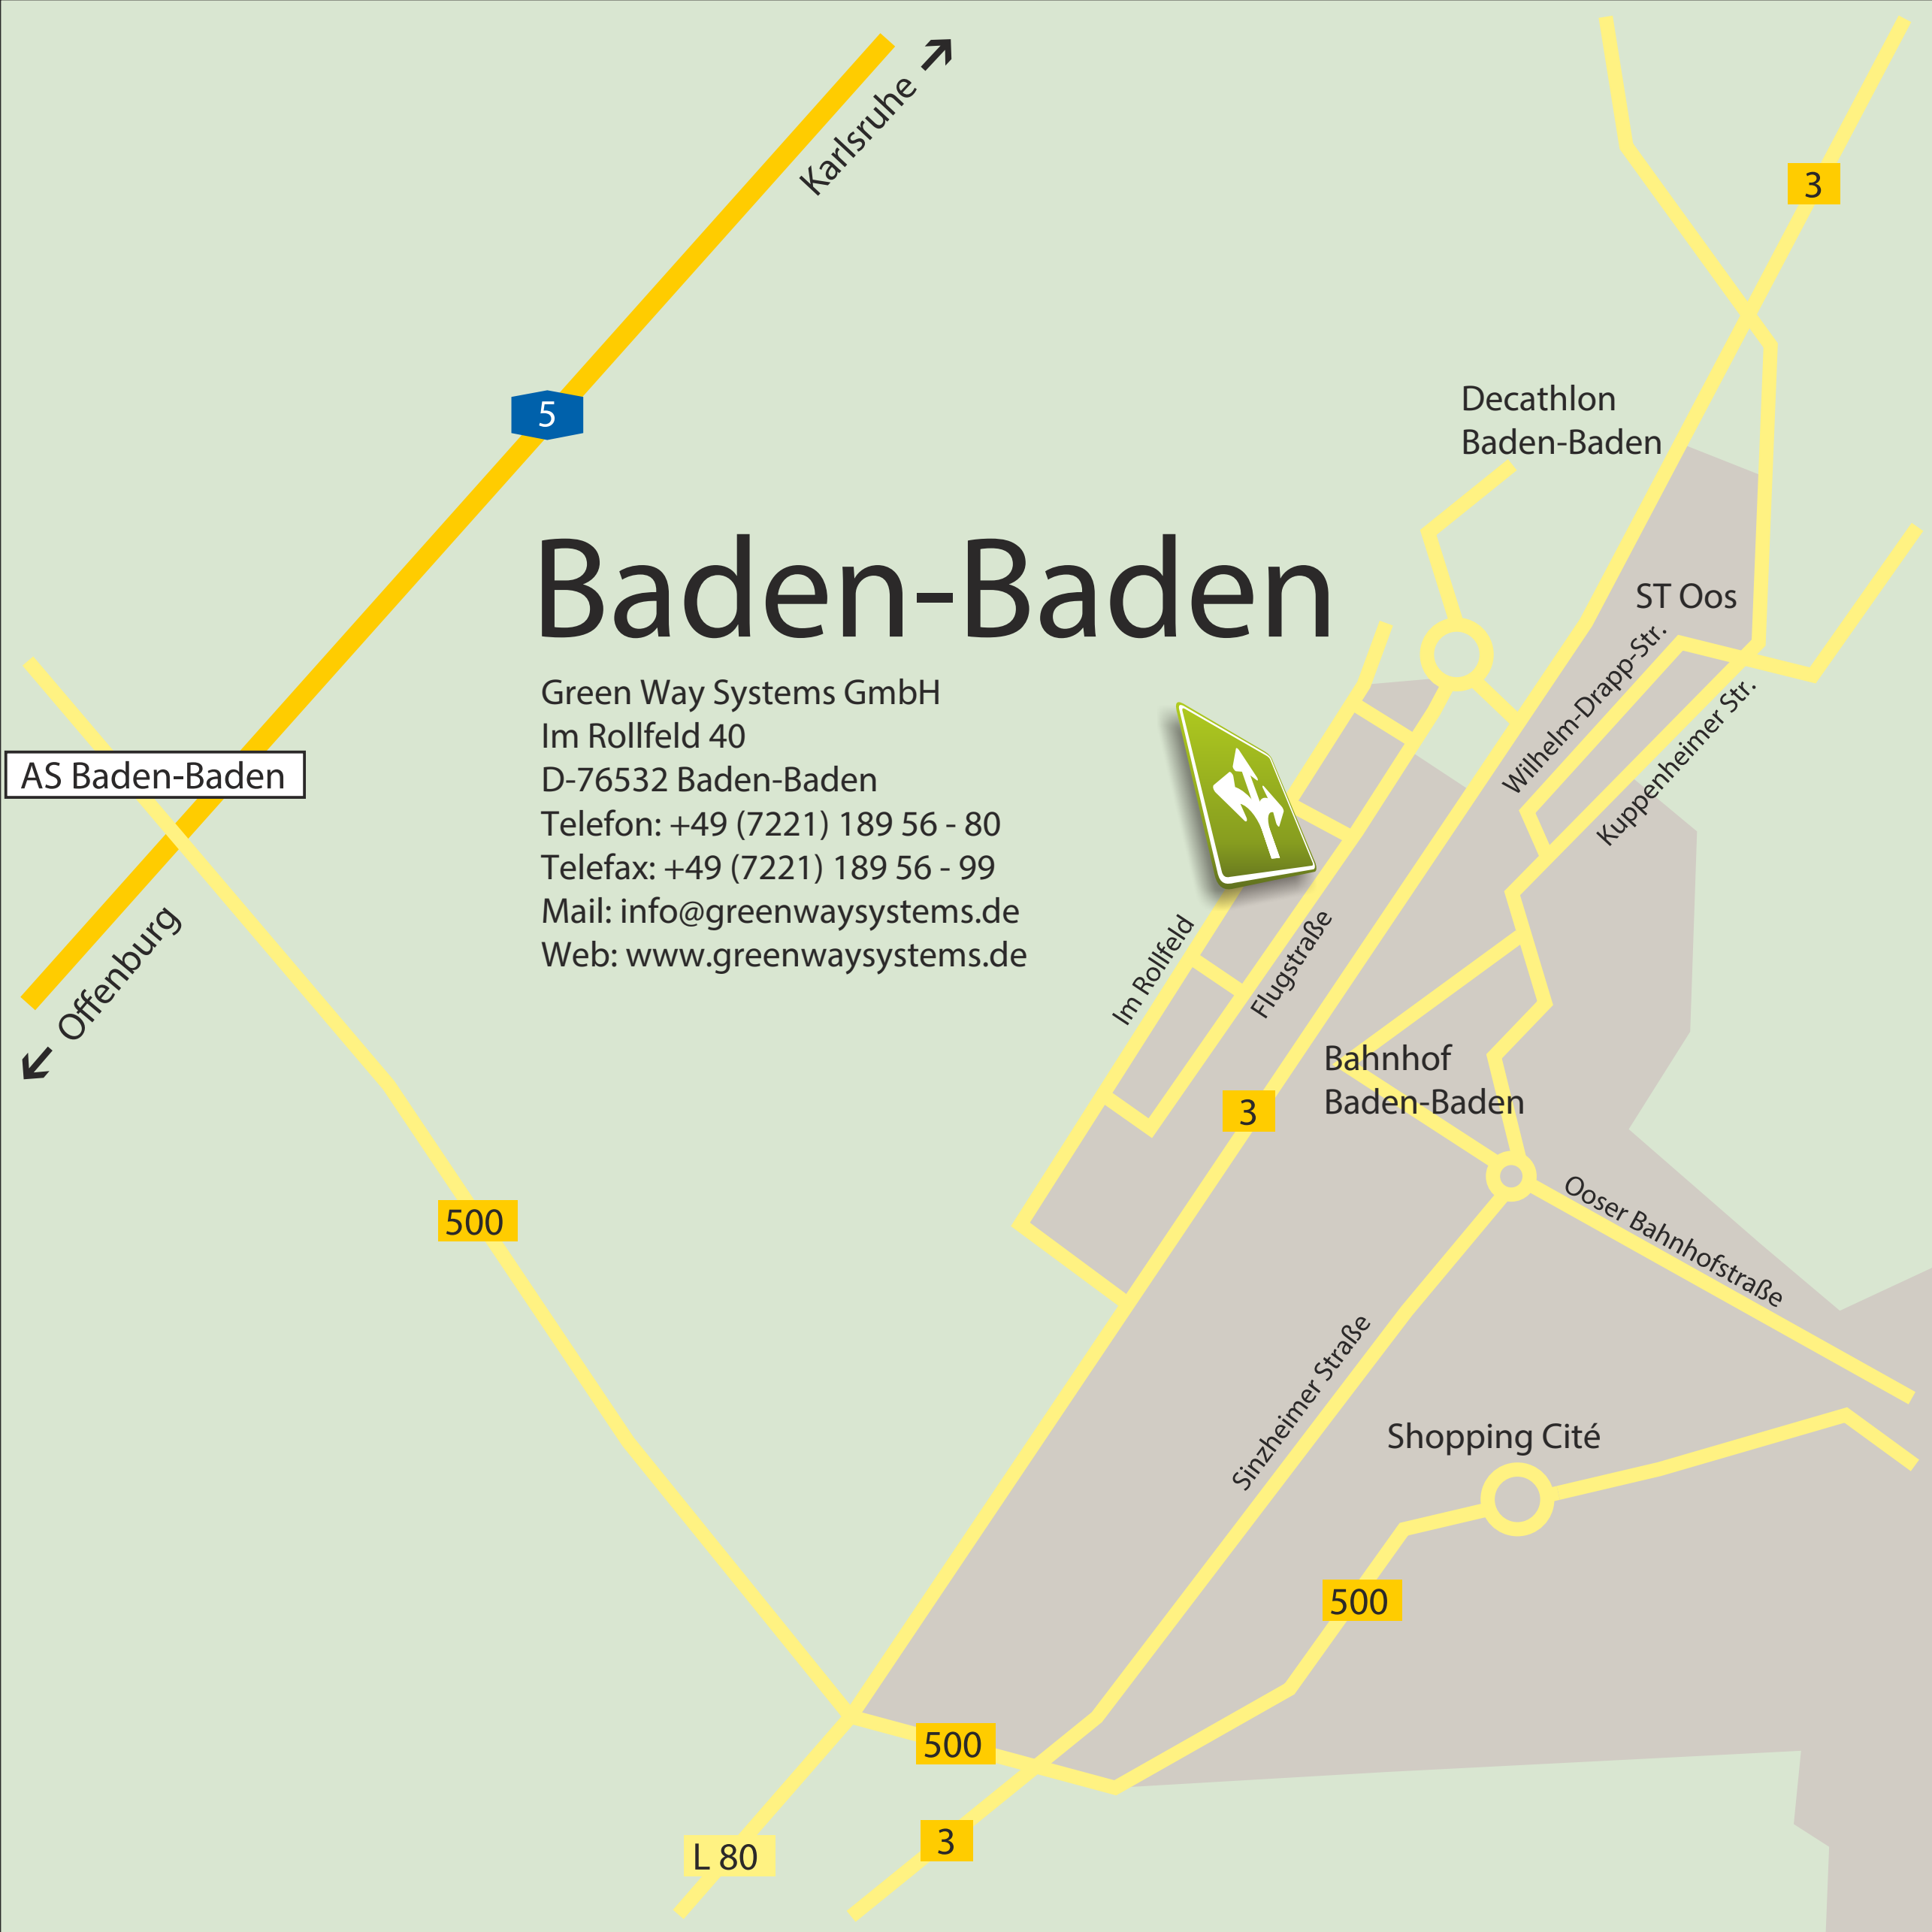 Karlsruhe
3
5
Decathlon
Baden-Baden
Baden-Baden
ST Oos
Green Way Systems GmbH
Im Rollfeld 40
D-76532 Baden-Baden
Telefon: +49 (7221) 189 56 - 80
Telefax: +49 (7221) 189 56 - 99
Mail: info@greenwaysystems.de
Web: www.greenwaysystems.de
Wilhelm-Drapp-Str.
Kuppenheimer Str.
AS Baden-Baden
Offenburg
Im Rollfeld
Flugstraße
Bahnhof
Baden-Baden
3
500
Ooser Bahnhofstraße
Sinzheimer Straße
Shopping Cité
500
500
3
L 80